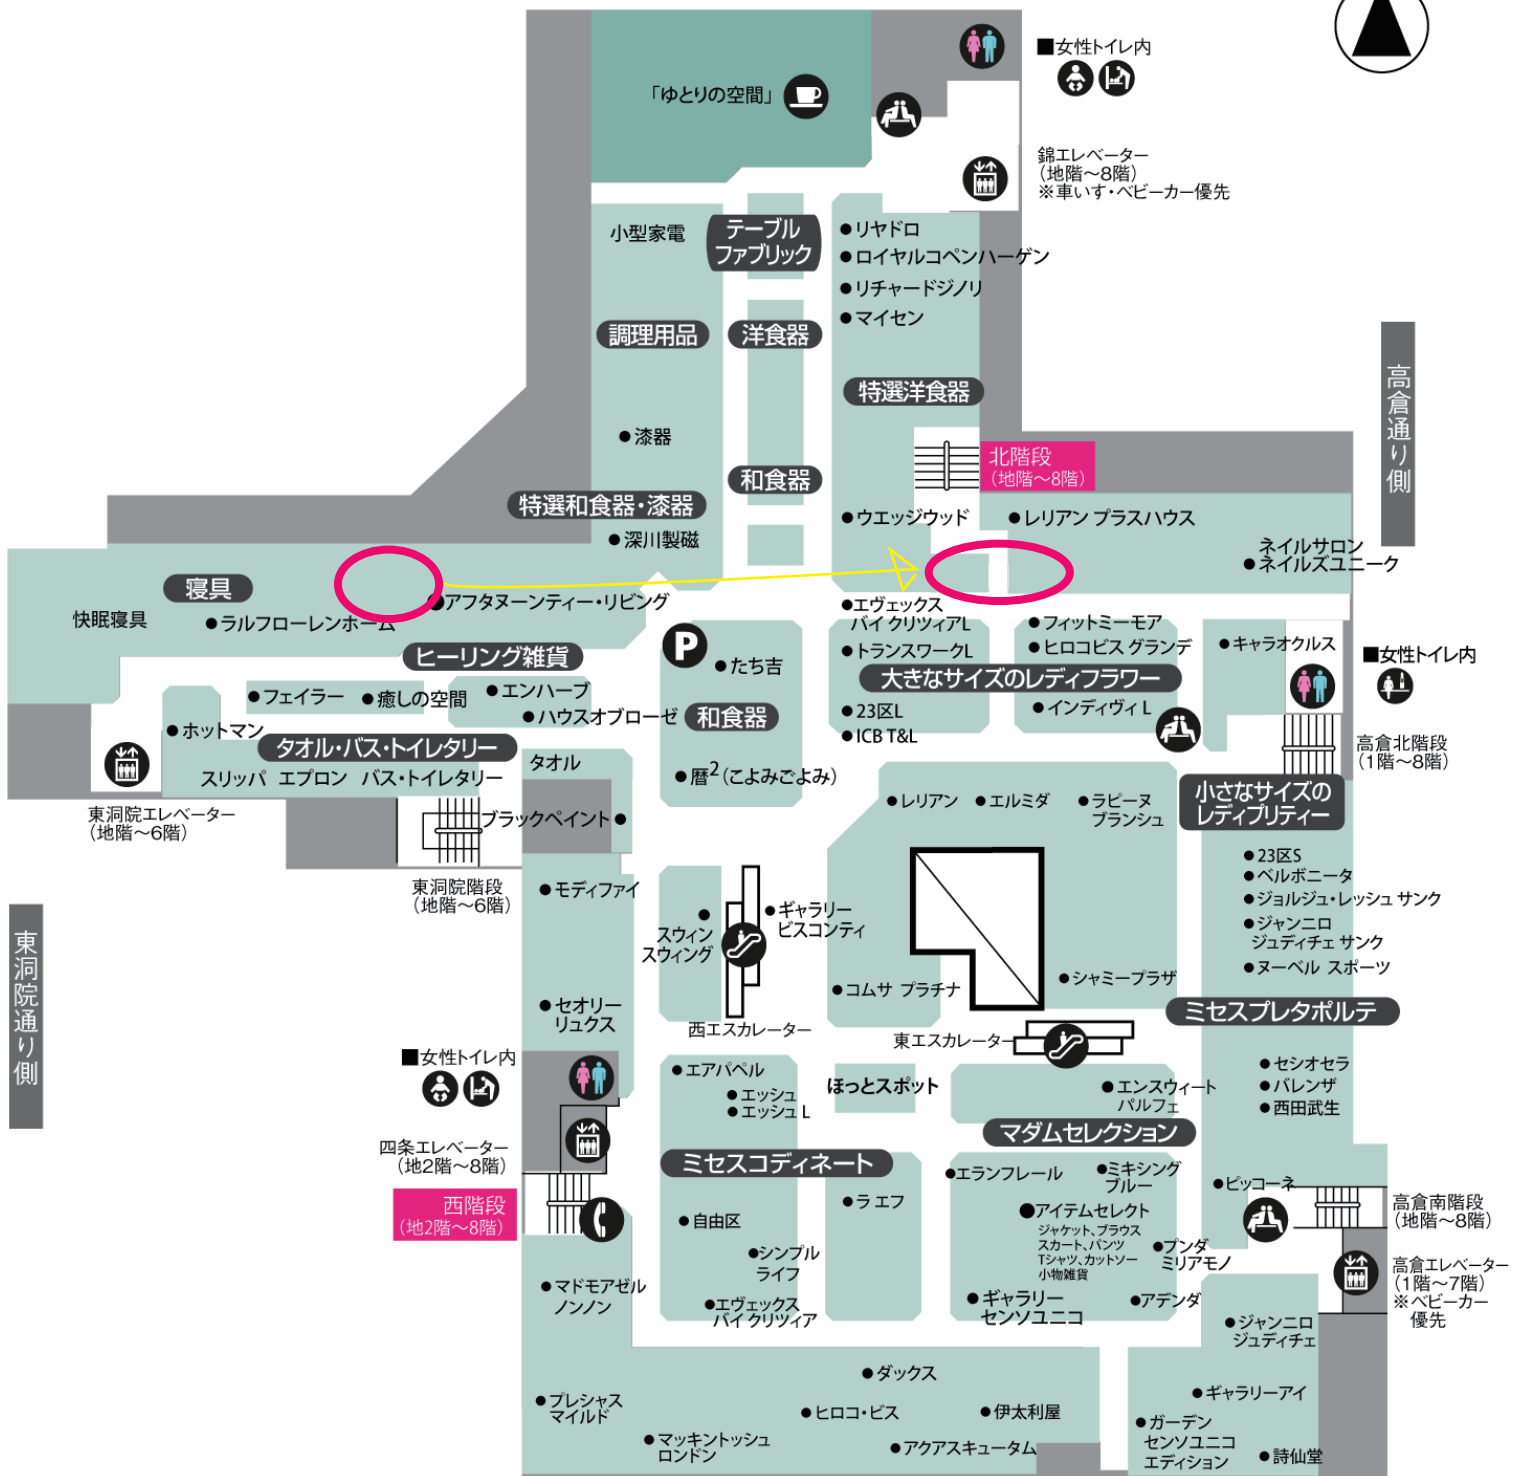 ■女性トイレ内
「ゆとりの空間」
錦エレベーター
（地階～8階）
※車いす・ベビーカー優先
小型家電
テーブル
ファブリック
●リヤドロ
●ロイヤルコペンハーゲン
●リチャードジノリ
●マイセン
調理用品
洋食器
特選洋食器
高倉通り側
●漆器
北階段
（地階～8階）
和食器
特選和食器・漆器
●深川製磁
●ウエッジウッド
●レリアン プラスハウス
ネイルサロン
●ネイルズユニーク
寝具
快眠寝具
●ラルフローレンホーム
●アフタヌーンティー・リビング
●エヴェックス
バイ クリツィアL
●フィットミーモア
●トランスワークL
●ヒロコビス グランデ
●キャラオクルス
■女性トイレ内
ヒーリング雑貨
P
●たち吉
大きなサイズのレディフラワー
●フェイラー
●癒しの空間
●エンハーブ
●ハウスオブローゼ
和食器
●23区L
●インディヴィ L
●ICB T&L
●ホットマン
タオル・バス・トイレタリー
スリッパ エプロン バス・トイレタリー
タオル
●暦2（こよみごよみ）
高倉北階段
（1階～8階）
東洞院エレベーター
（地階～6階）
ブラックペイント●
●レリアン
●エルミダ
●ラピーヌ
ブランシュ
小さなサイズの
レディプリティー
●23区S
●ベルボニータ
●ジョルジュ・レッシュ サンク
●ジャンニロ
ジュディチェ サンク
●ヌーベル スポーツ
東洞院階段
（地階～6階）
●モディファイ
東洞院通り側
●
スウィン
スウィング
●ギャラリー
ビスコンティ
●コムサ プラチナ
●シャミープラザ
●セオリー
リュクス
西エスカレーター
東エスカレーター
ミセスプレタポルテ
■女性トイレ内
●エアパペル
●エッシュ
●エッシュ L
ほっとスポット
●エンスウィート
パルフェ
●セシオセラ
●バレンザ
●西田武生
マダムセレクション
四条エレベーター
（地2階～8階）
ミセスコディネート
●エランフレール
●ミキシング
ブルー
●ピッコーネ
西階段
（地2階～8階）
●自由区
●ラ エフ
●アイテムセレクト
ジャケット、ブラウス
スカート、パンツ
Tシャツ、カットソー
小物雑貨
●プンダ
ミリアモノ
高倉南階段
（地階～8階）
●シンプル
ライフ
●マドモアゼル
ノンノン
●エヴェックス
バイ クリツィア
●ギャラリー
センソユニコ
●アデンダ
高倉エレベーター
（1階～7階）
※ベビーカー
優先
●ジャンニロ
ジュディチェ
●ダックス
●プレシャス
マイルド
●ヒロコ・ビス
●伊太利屋
●ギャラリーアイ
●マッキントッシュ
ロンドン
●アクアスキュータム
●ガーデン
センソユニコ
エディション
●詩仙堂